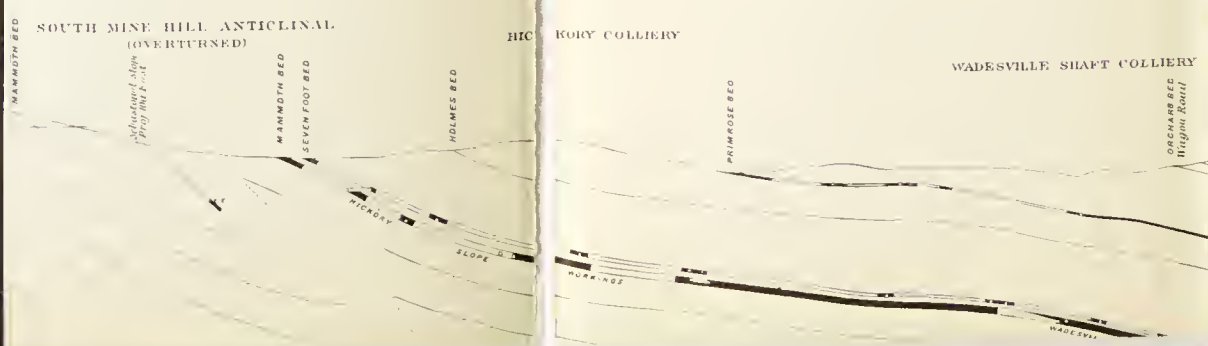 SOUTH MINE HILL ANTICLINAL
(OVERTURNED)
HICKORY COLLIERY
WADESVILLE SHAFT COLLIERY
MAMMOTH BED
MAMMOTH BED
SEVEN FOOT BED
HOLMES BED
PRIMROSE BED
ORCHARD BED
Wagon Road
HICKORY
SLOPE
WORKINGS